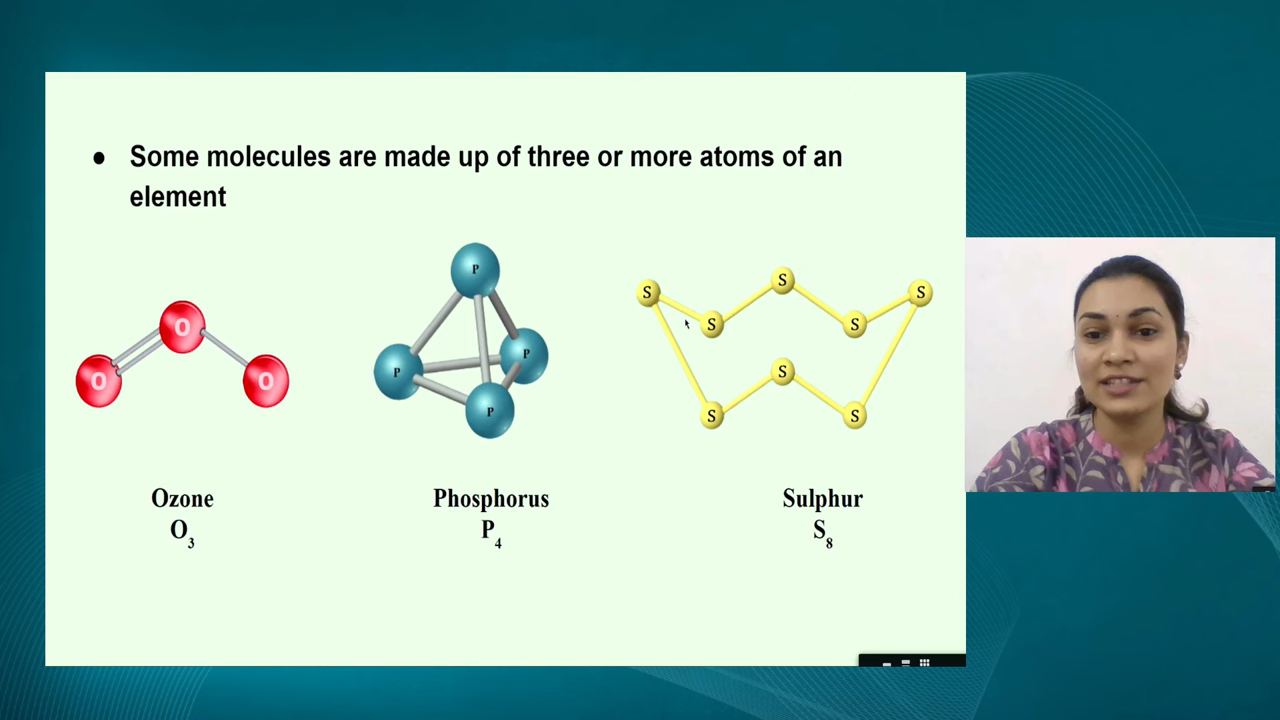 ● Some molecules are made up of three or more atoms of an
element
O
O
O
P
P
P
P
S
S
S
S
S
S
S
S
Ozone
O₃
Phosphorus
P₄
Sulphur
S₈